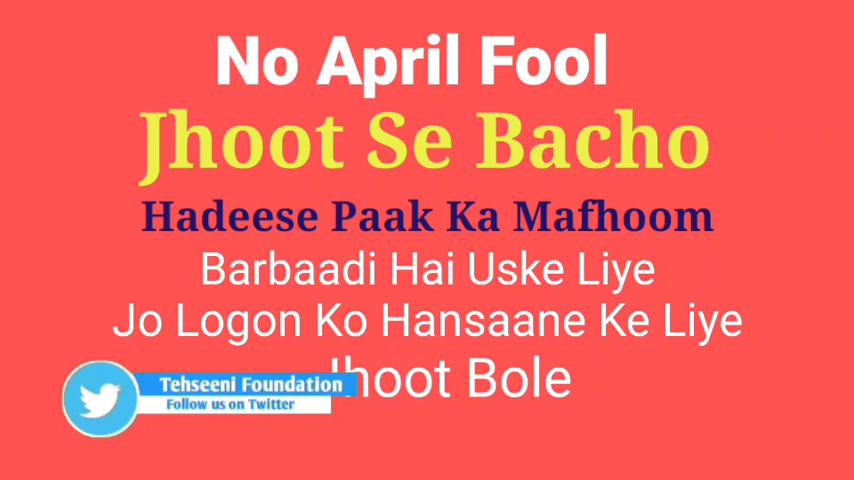 No April Fool
Jhoot Se Bacho
Hadeese Paak Ka Mafhoom
Barbaadi Hai Uske Liye
Jo Logon Ko Hansaane Ke Liye
Jhoot Bole
Tehseeni Foundation
Follow us on Twitter